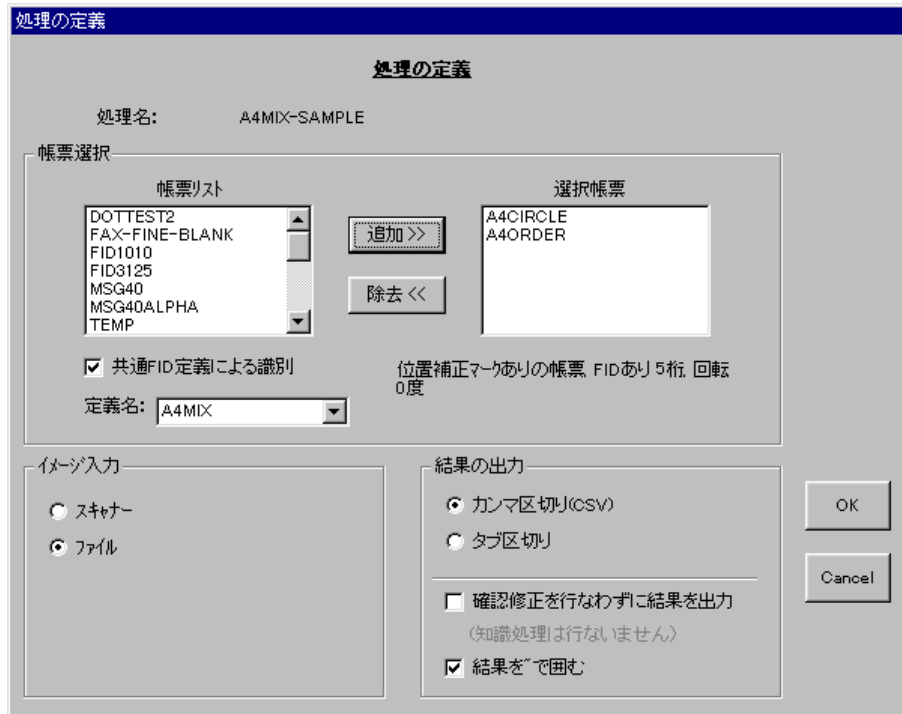 処理の定義
処理の定義
処理名: A4MIX-SAMPLE
帳票選択
帳票リスト
選択帳票
DOTTEST2
FAX-FINE-BLANK
FID1010
FID3125
MSG40
MSG40ALPHA
TEMP
追加 >>
除去 <<
A4CIRCLE
A4ORDER
共通FID定義による識別
定義名: A4MIX
位置補正マークありの帳票, FIDあり 5桁, 回転
0度
イメージ入力
スキャナー
ファイル
結果の出力
カンマ区切り(CSV)
タブ区切り
確認修正を行なわずに結果を出力
(知識処理は行ないません)
結果を"で囲む
OK
Cancel